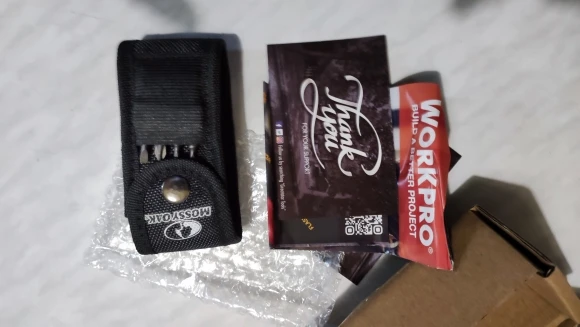 MOSSY OAK
Thank
you
FOR YOUR SUPPORT
WORKPRO®
BUILD A BETTER PROJECT